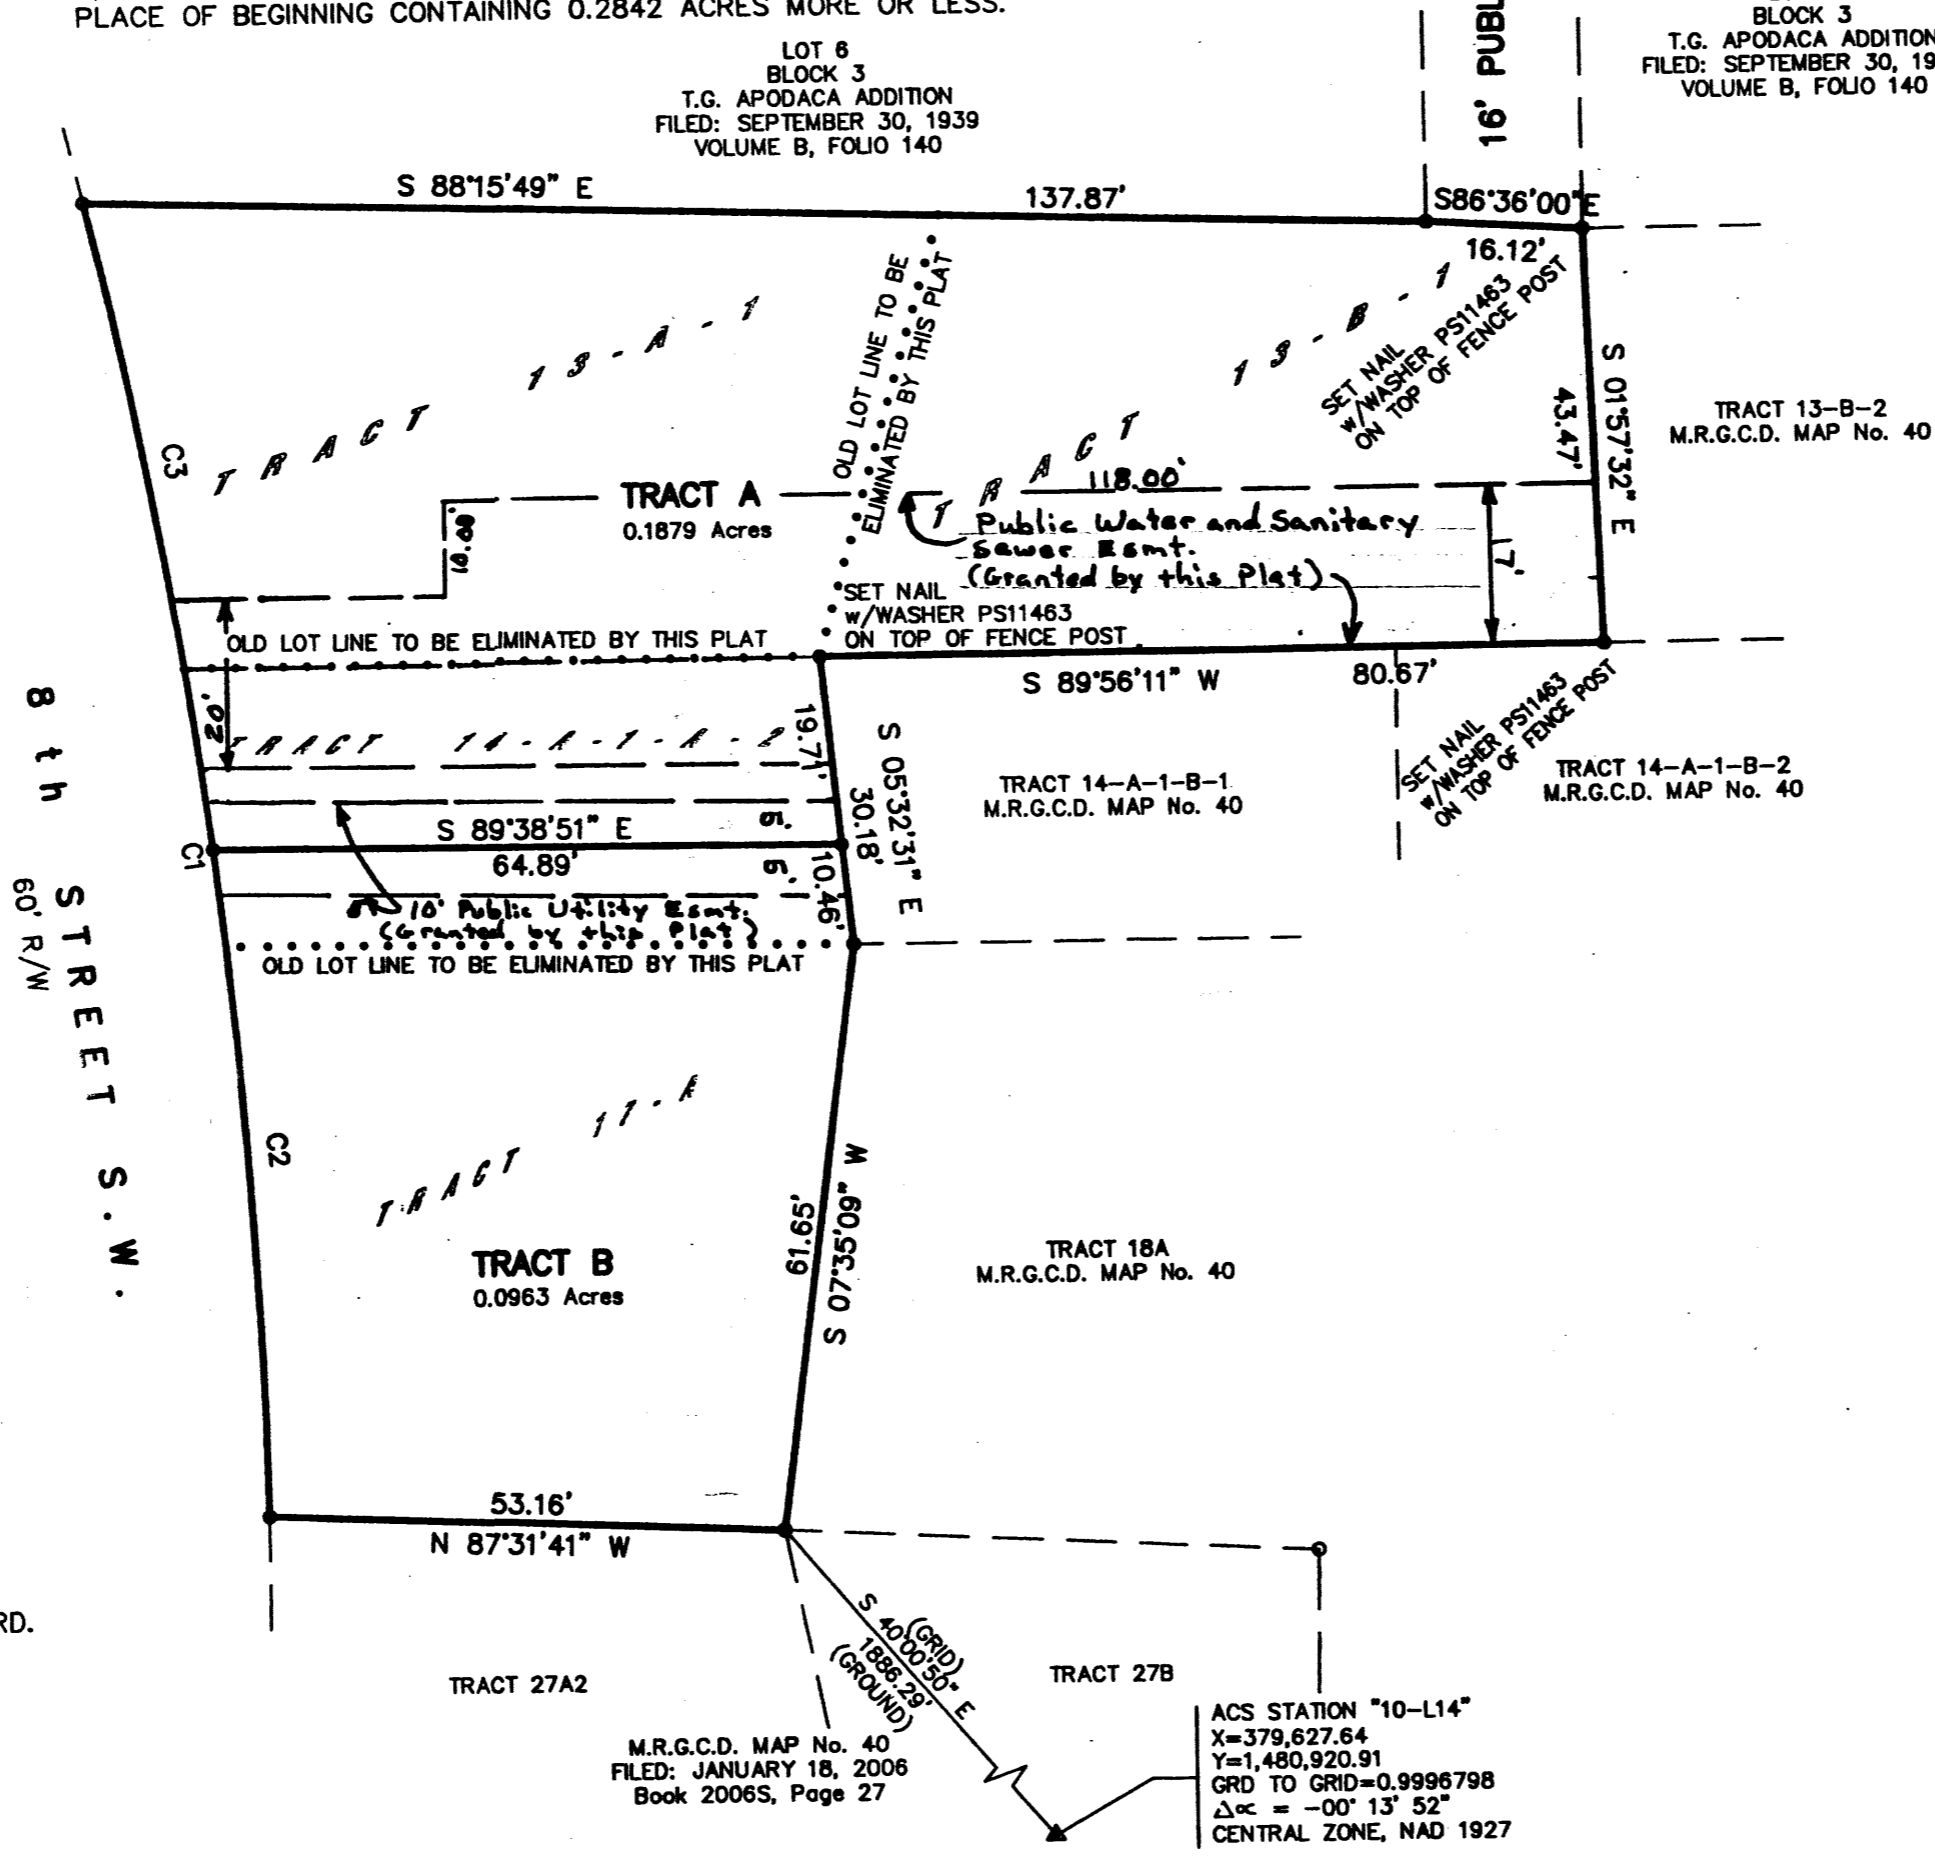 PLACE OF BEGINNING CONTAINING 0.2842 ACRES MORE OR LESS.
LOT 6
BLOCK 3
T.G. APODACA ADDITION
FILED: SEPTEMBER 30, 1939
VOLUME B, FOLIO 140
16' PUBL
BLOCK 3
T.G. APODACA ADDITION
FILED: SEPTEMBER 30, 19
VOLUME B, FOLIO 140
S 88°15'49" E
137.87'
S86°36'00"E
16.12'
TRACT 13-A-1
OLD LOT LINE TO BE
ELIMINATED BY THIS PLAT
TRACT 13-B-1
SET NAIL
w/WASHER PS11463
ON TOP OF FENCE POST
S 01°57'32" E
43.47'
TRACT 13-B-2
M.R.G.C.D. MAP No. 40
C3
TRACT A
0.1879 Acres
10.00'
118.00'
Public Water and Sanitary
Sewer Esmt.
(Granted by this Plat)
17'
SET NAIL
w/WASHER PS11463
ON TOP OF FENCE POST
OLD LOT LINE TO BE ELIMINATED BY THIS PLAT
S 89°56'11" W
80.67'
20'
TRACT 14-A-1-A-2
19.71'
S 05°32'31" E
30.18'
TRACT 14-A-1-B-1
M.R.G.C.D. MAP No. 40
SET NAIL
w/WASHER PS11463
ON TOP OF FENCE POST
TRACT 14-A-1-B-2
M.R.G.C.D. MAP No. 40
8th STREET S.W.
60' R/W
C1
S 89°38'51" E
64.89'
5'
5'
10.46'
10' Public Utility Esmt.
(Granted by this Plat)
OLD LOT LINE TO BE ELIMINATED BY THIS PLAT
C2
TRACT 17-A
TRACT B
0.0963 Acres
61.65'
S 07°35'09" W
TRACT 18A
M.R.G.C.D. MAP No. 40
53.16'
N 87°31'41" W
RD.
TRACT 27A2
(GRID)
S 40°00'50" E
1886.29'
(GROUND)
TRACT 27B
M.R.G.C.D. MAP No. 40
FILED: JANUARY 18, 2006
Book 2006S, Page 27
ACS STATION "10-L14"
X=379,627.64
Y=1,480,920.91
GRD TO GRID=0.9996798
Δ∝ = -00° 13' 52"
CENTRAL ZONE, NAD 1927